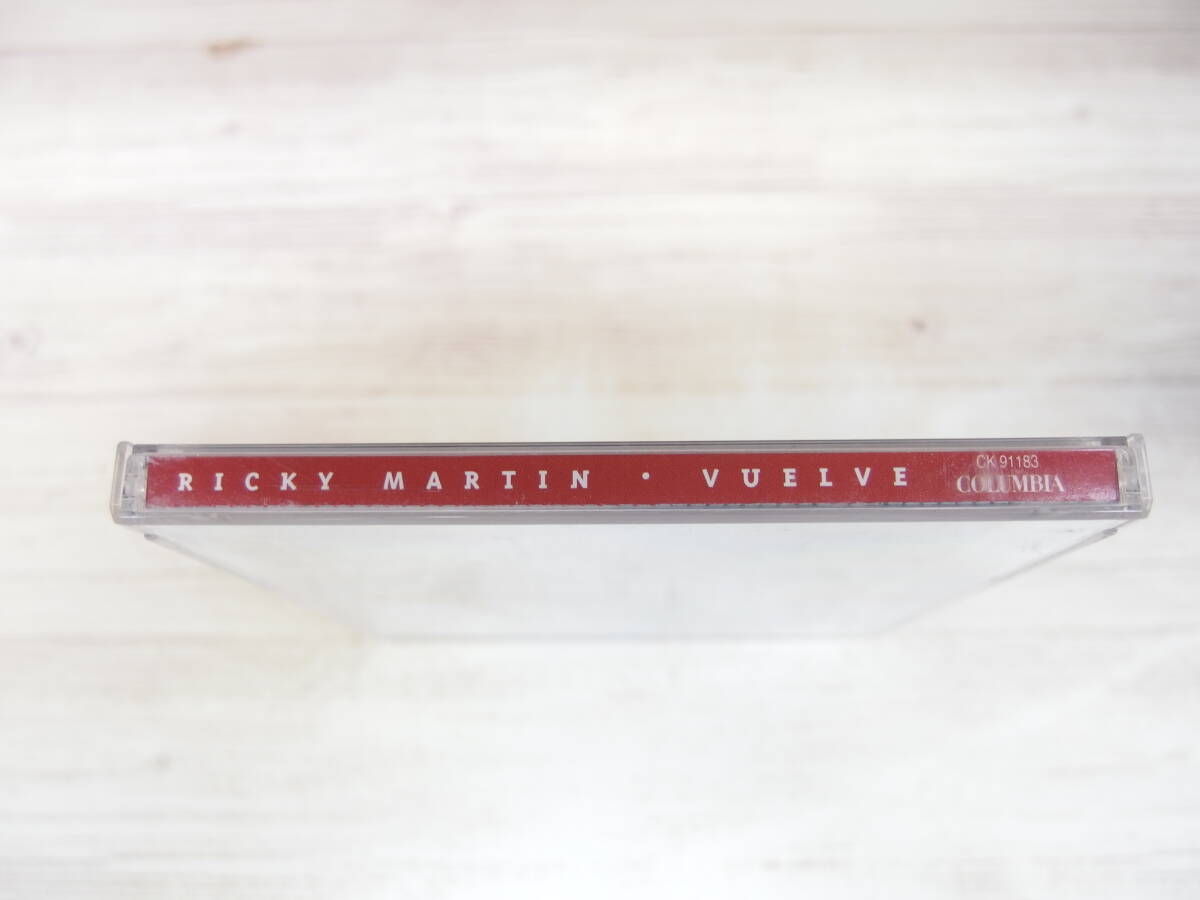 RICKY MARTIN · VUELVE
CK 91183
COLUMBIA